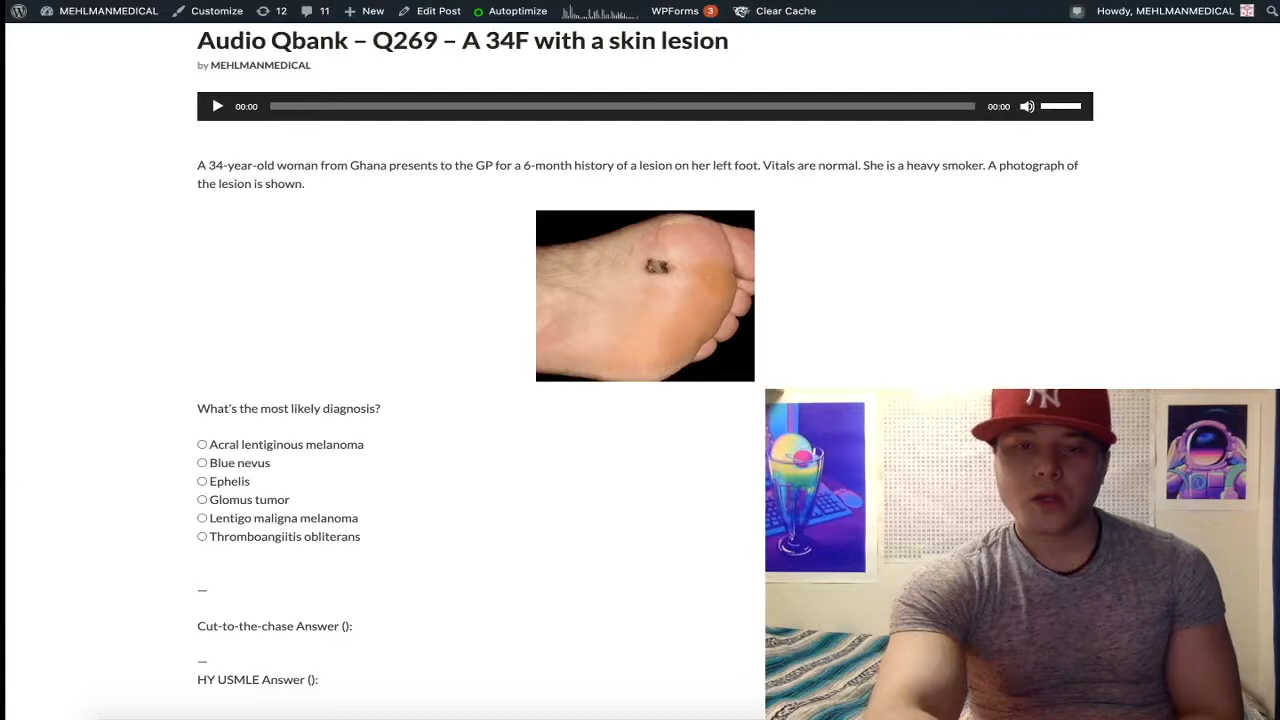 MEHLMANMEDICAL Customize 12 11 New Edit Post Autoptimize WPForms 3 Clear Cache Howdy, MEHLMANMEDICAL
Audio Qbank – Q269 – A 34F with a skin lesion
by MEHLMANMEDICAL
00:00 00:00
A 34-year-old woman from Ghana presents to the GP for a 6-month history of a lesion on her left foot. Vitals are normal. She is a heavy smoker. A photograph of
the lesion is shown.
What's the most likely diagnosis?
Acral lentiginous melanoma
Blue nevus
Ephelis
Glomus tumor
Lentigo maligna melanoma
Thromboangiitis obliterans
—
Cut-to-the-chase Answer ():
—
HY USMLE Answer ():